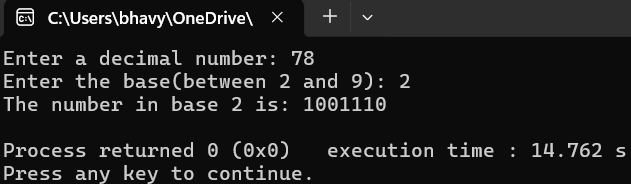 C:\Users\bhavy\OneDrive\
Enter a decimal number: 78
Enter the base(between 2 and 9): 2
The number in base 2 is: 1001110
Process returned 0 (0x0)   execution time : 14.762 s
Press any key to continue.